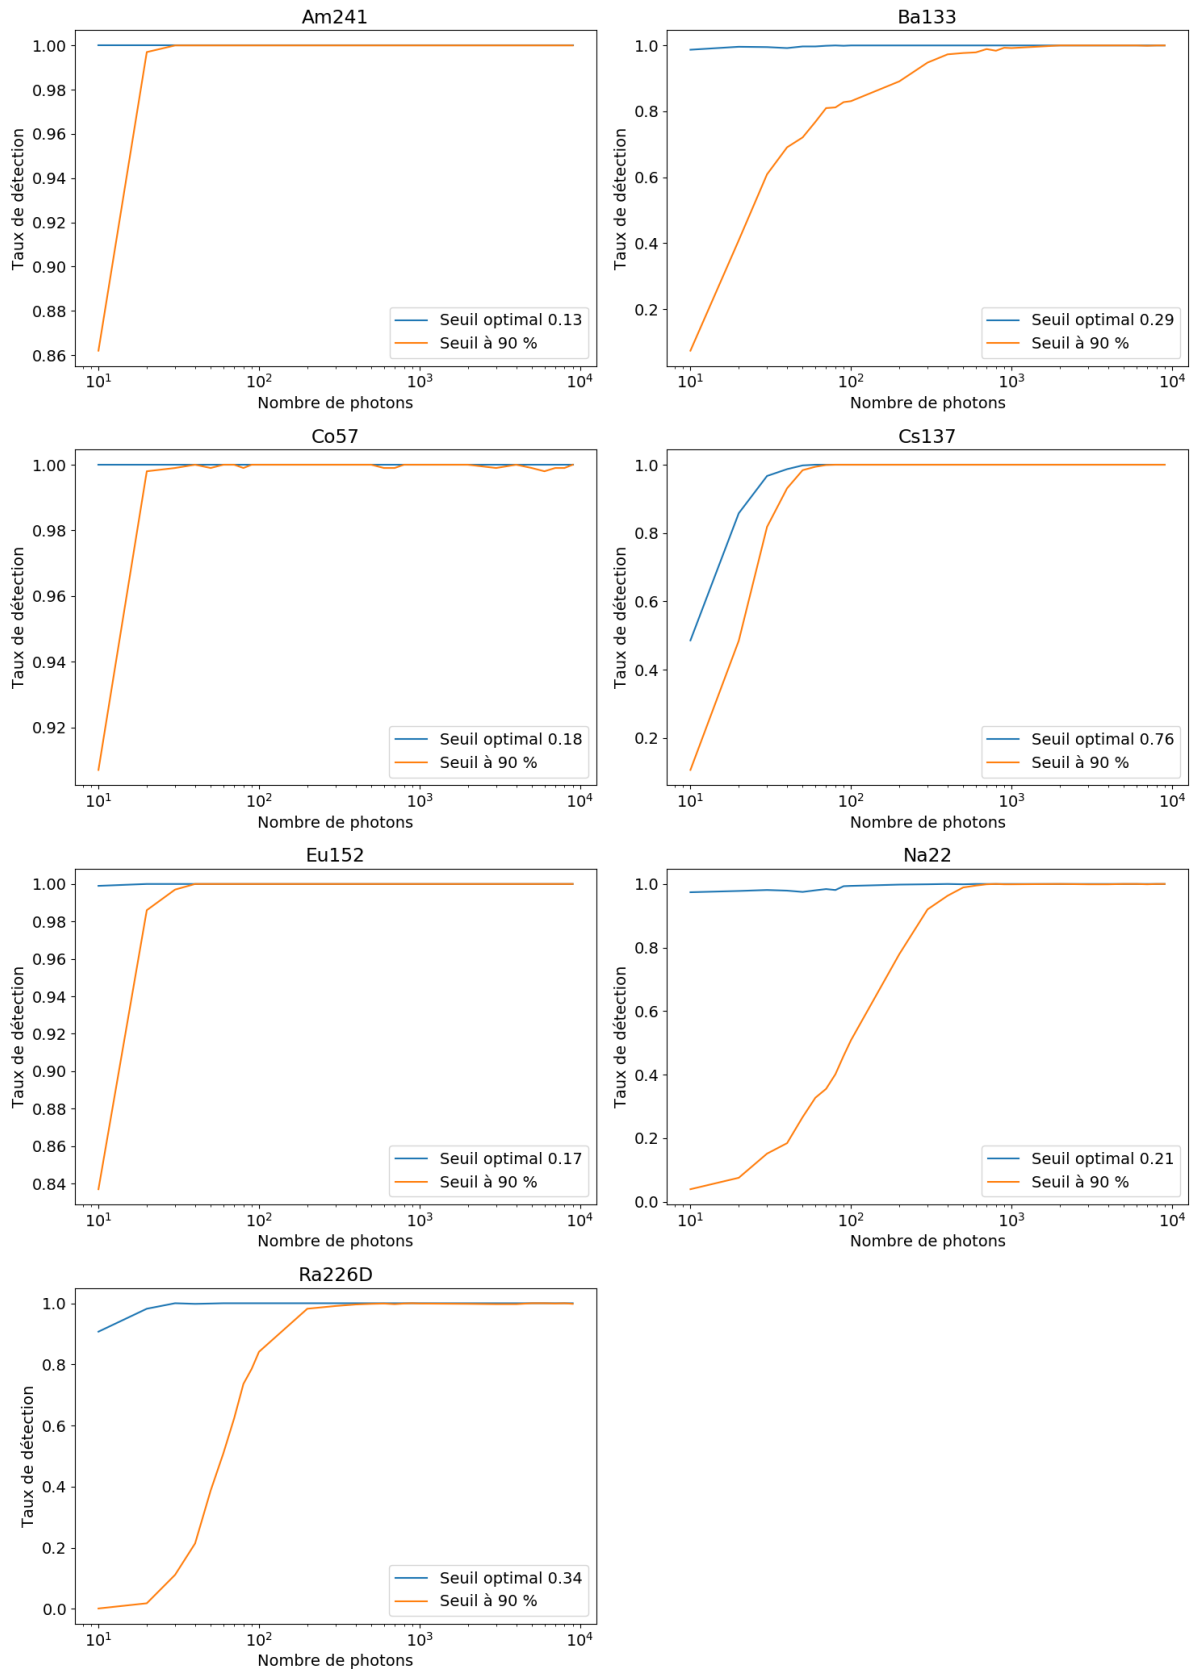 Am241
Taux de détection
1.00
0.98
0.96
0.94
0.92
0.90
0.88
0.86
Seuil optimal 0.13
Seuil à 90 %
10¹ 10² 10³ 10⁴
Nombre de photons
Ba133
Taux de détection
1.0
0.8
0.6
0.4
0.2
Seuil optimal 0.29
Seuil à 90 %
10¹ 10² 10³ 10⁴
Nombre de photons
Co57
Taux de détection
1.00
0.98
0.96
0.94
0.92
Seuil optimal 0.18
Seuil à 90 %
10¹ 10² 10³ 10⁴
Nombre de photons
Cs137
Taux de détection
1.0
0.8
0.6
0.4
0.2
Seuil optimal 0.76
Seuil à 90 %
10¹ 10² 10³ 10⁴
Nombre de photons
Eu152
Taux de détection
1.00
0.98
0.96
0.94
0.92
0.90
0.88
0.86
0.84
Seuil optimal 0.17
Seuil à 90 %
10¹ 10² 10³ 10⁴
Nombre de photons
Na22
Taux de détection
1.0
0.8
0.6
0.4
0.2
0.0
Seuil optimal 0.21
Seuil à 90 %
10¹ 10² 10³ 10⁴
Nombre de photons
Ra226D
Taux de détection
1.0
0.8
0.6
0.4
0.2
0.0
Seuil optimal 0.34
Seuil à 90 %
10¹ 10² 10³ 10⁴
Nombre de photons